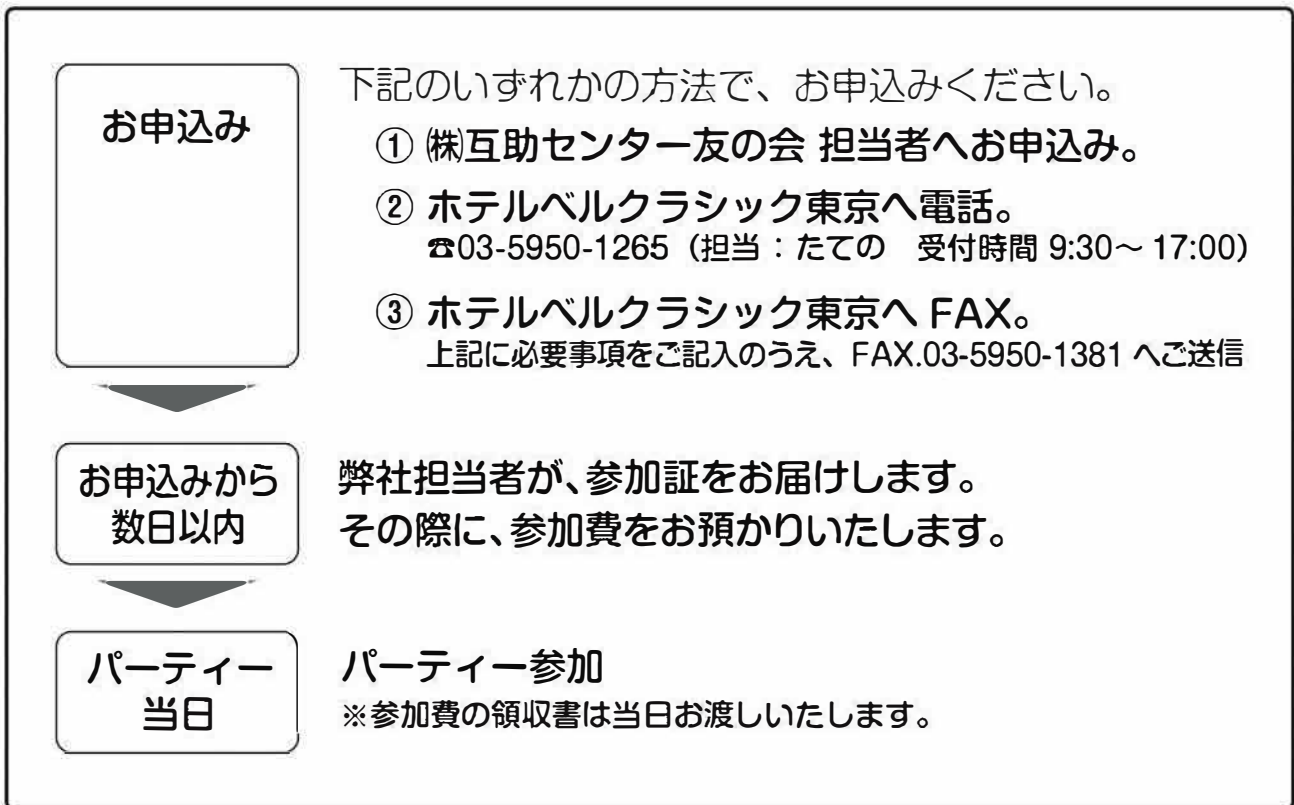 お申込み
下記のいずれかの方法で、お申込みください。
① ㈱互助センター友の会 担当者へお申込み。
② ホテルベルクラシック東京へ電話。
☎03-5950-1265（担当：たての　受付時間 9:30～ 17:00）
③ ホテルベルクラシック東京へ FAX。
上記に必要事項をご記入のうえ、FAX.03-5950-1381 へご送信
お申込みから
数日以内
弊社担当者が、参加証をお届けします。
その際に、参加費をお預かりいたします。
パーティー
当日
パーティー参加
※参加費の領収書は当日お渡しいたします。